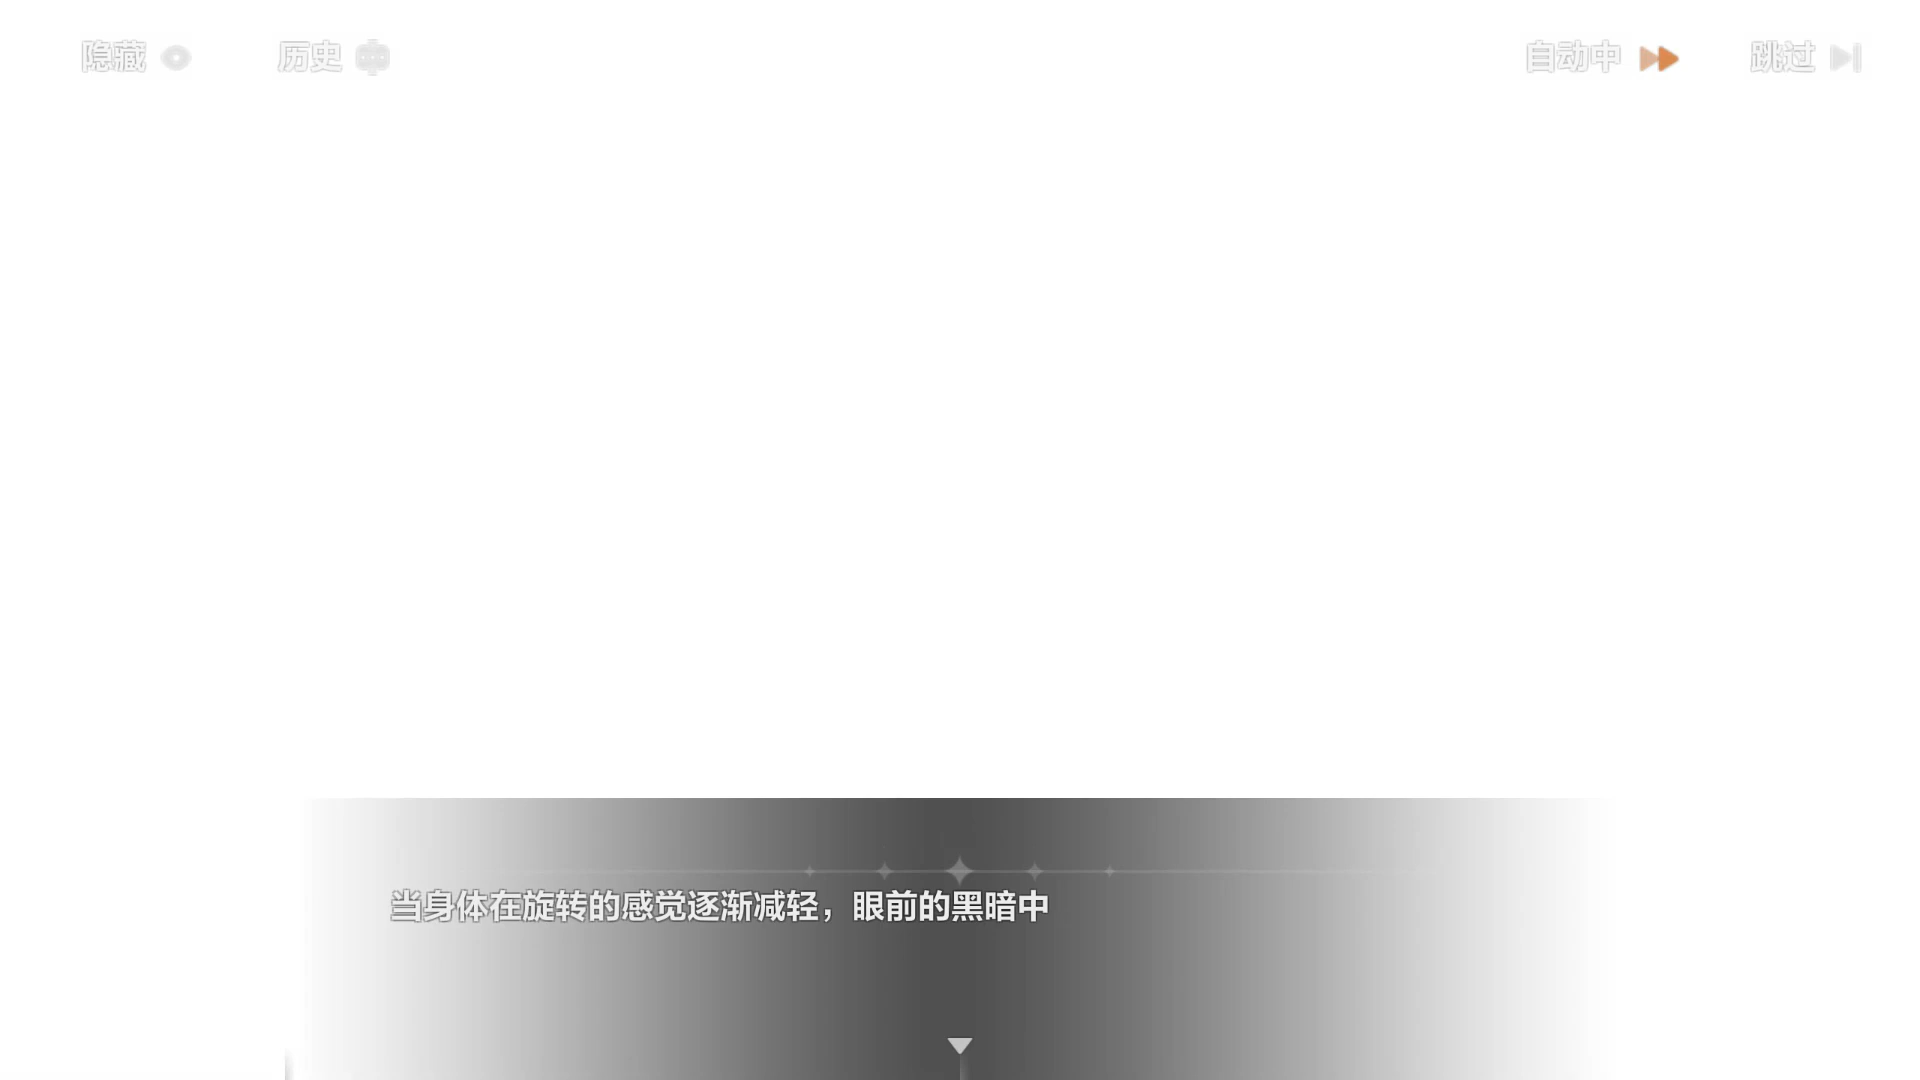 隐藏
历史
自动中
跳过
当身体在旋转的感觉逐渐减轻，眼前的黑暗中